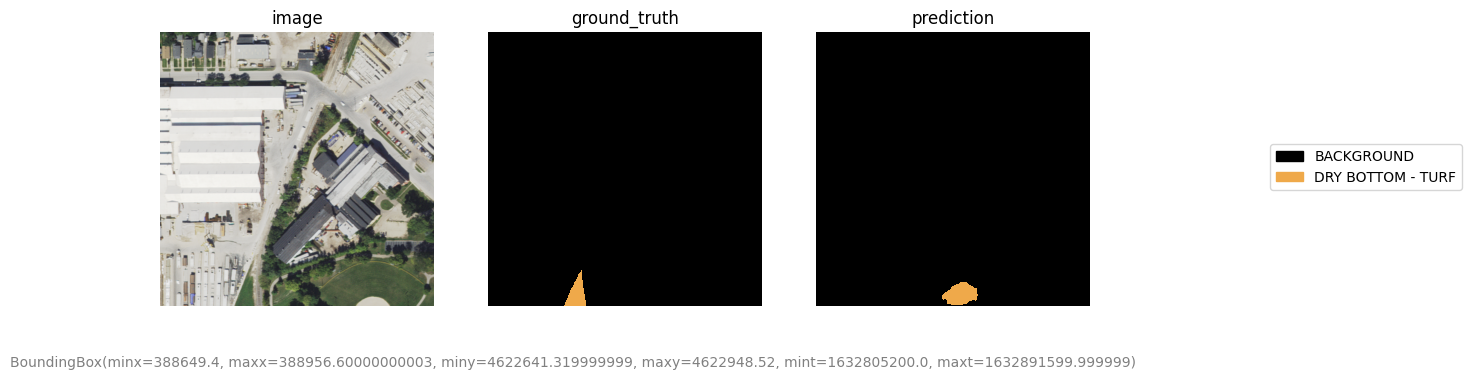 image
ground_truth
prediction
BACKGROUND
DRY BOTTOM - TURF
BoundingBox(minx=388649.4, maxx=388956.60000000003, miny=4622641.319999999, maxy=4622948.52, mint=1632805200.0, maxt=1632891599.999999)